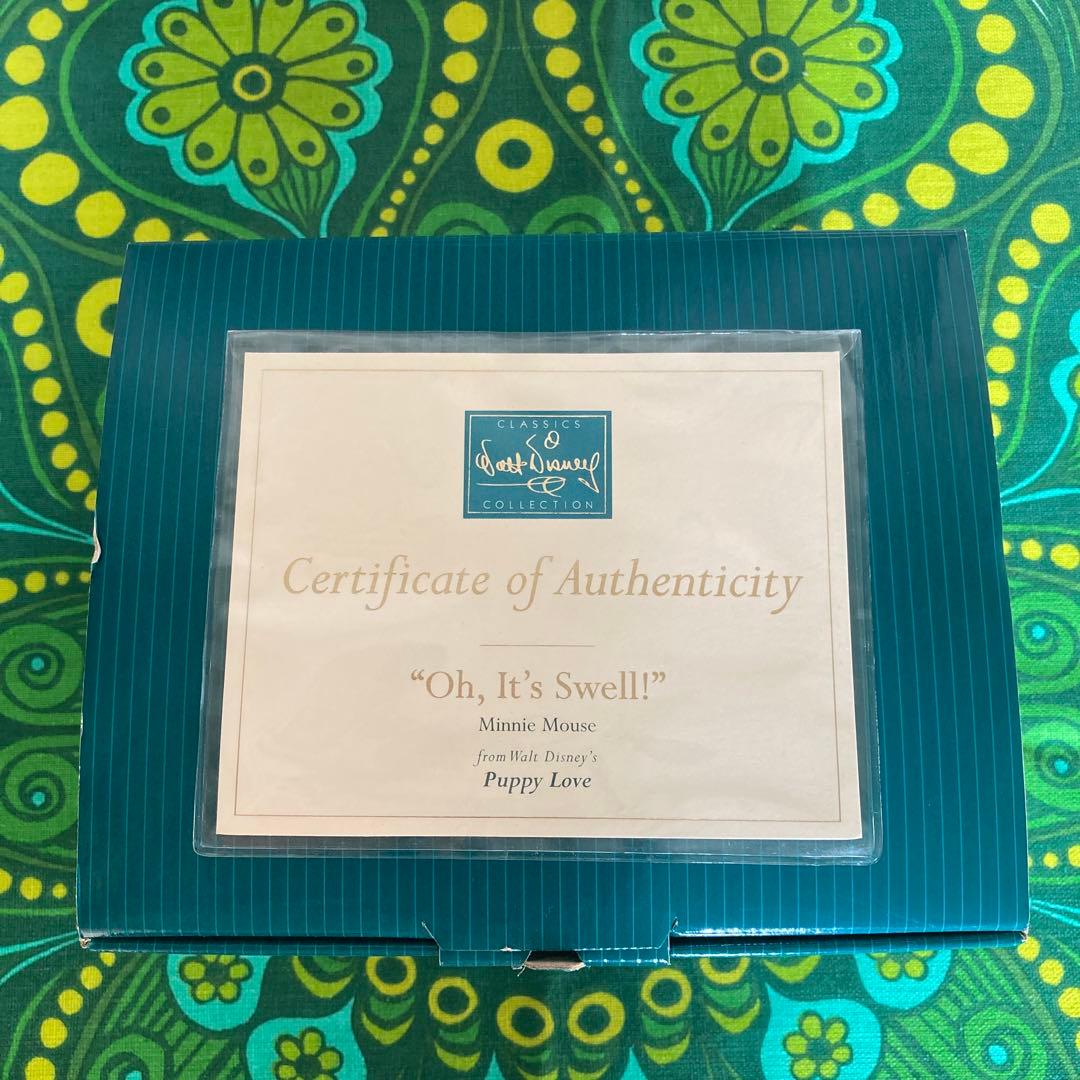 CLASSICS
Walt Disney
COLLECTION
Certificate of Authenticity
“Oh, It’s Swell!”
Minnie Mouse
from Walt Disney’s
Puppy Love